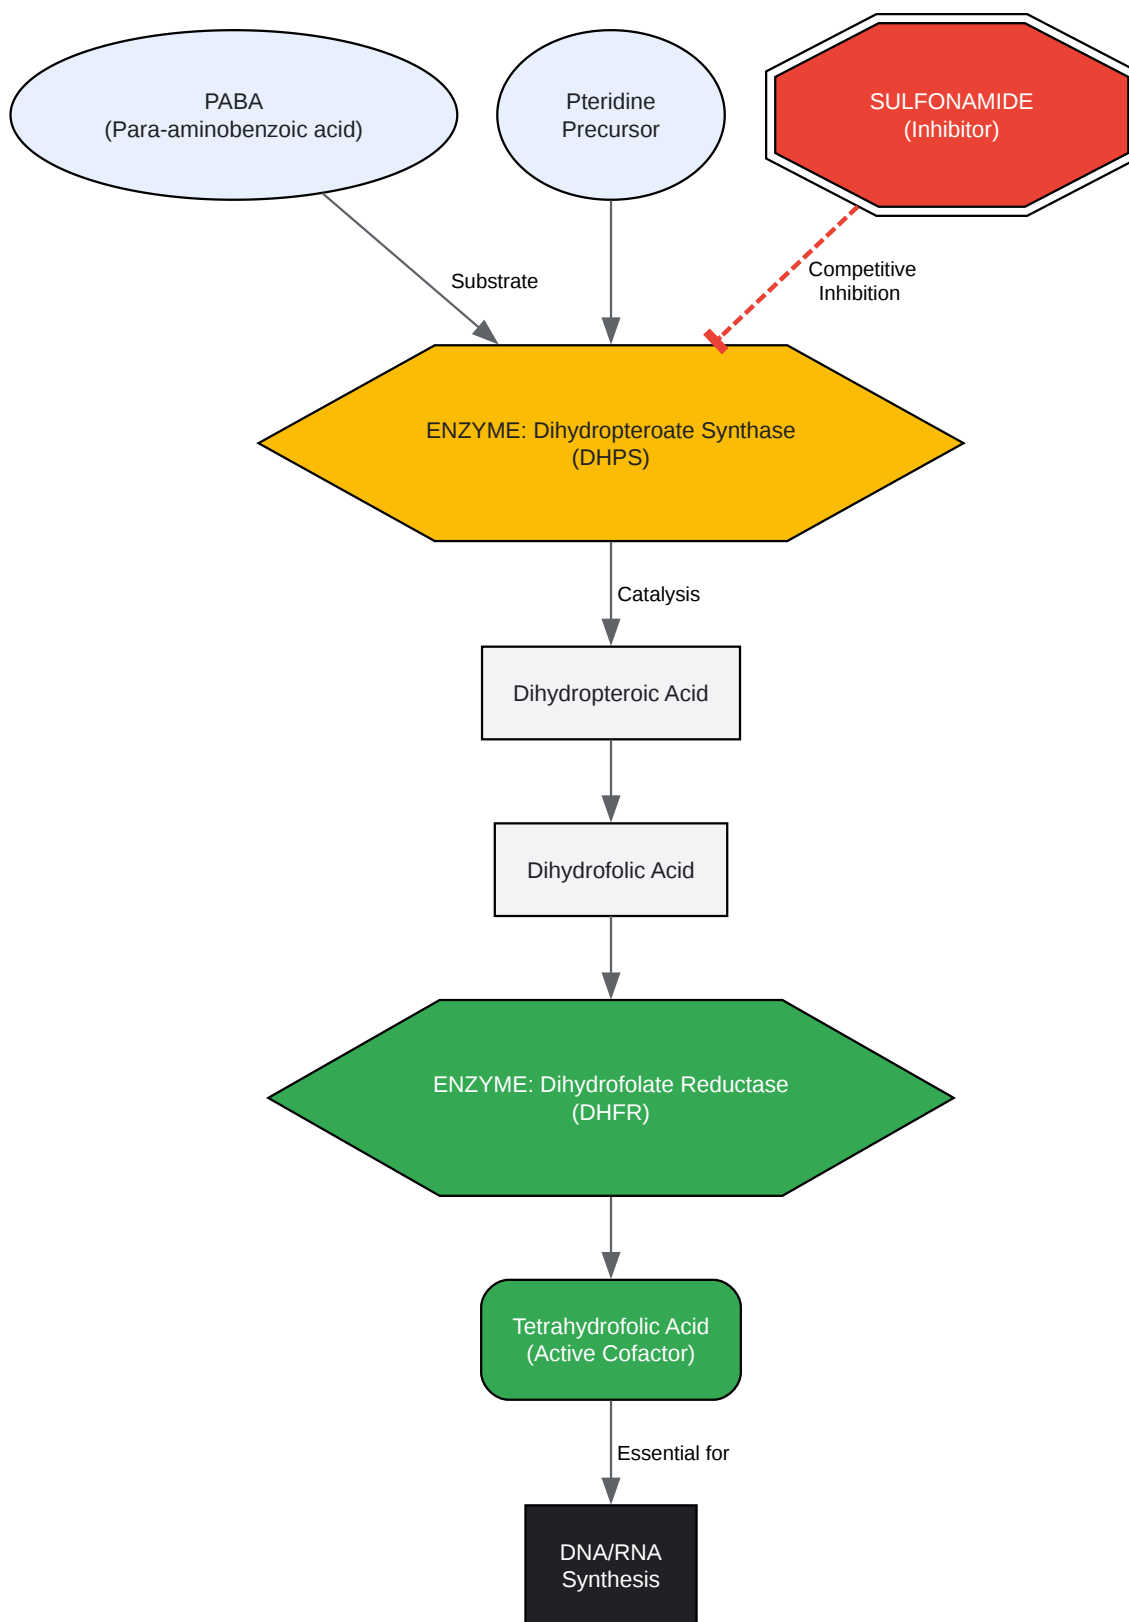 PABA
(Para-aminobenzoic acid)
Pteridine
Precursor
SULFONAMIDE
(Inhibitor)
Substrate
Competitive
Inhibition
ENZYME: Dihydropteroate Synthase
(DHPS)
Catalysis
Dihydropteroic Acid
Dihydrofolic Acid
ENZYME: Dihydrofolate Reductase
(DHFR)
Tetrahydrofolic Acid
(Active Cofactor)
Essential for
DNA/RNA
Synthesis